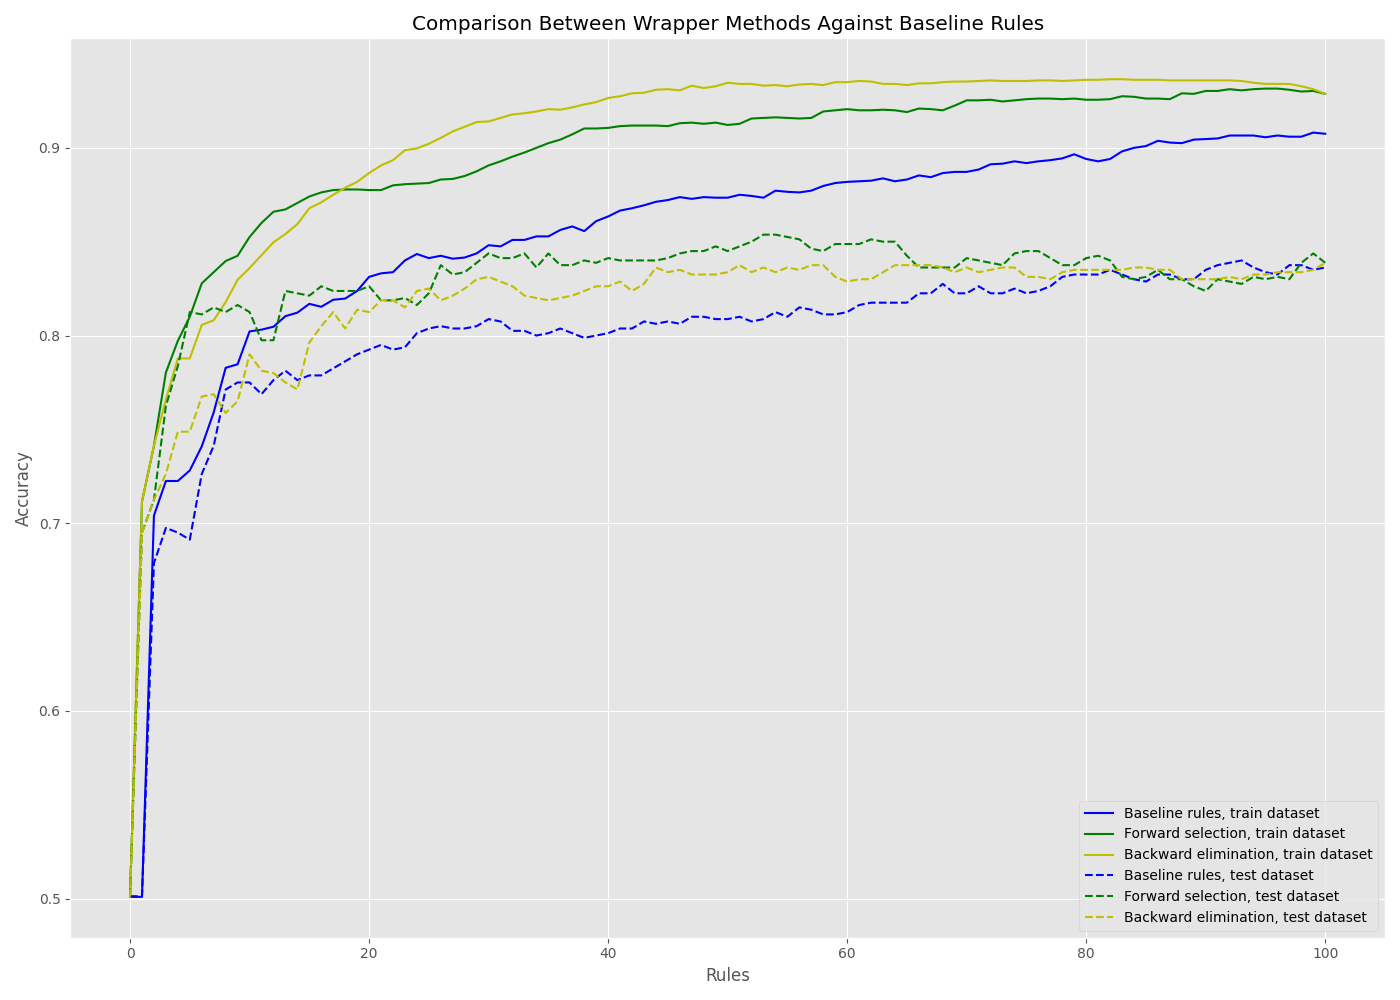 Comparison Between Wrapper Methods Against Baseline Rules
Accuracy
0.9
0.8
0.7
0.6
0.5
0
20
40
60
80
100
Rules
Baseline rules, train dataset
Forward selection, train dataset
Backward elimination, train dataset
Baseline rules, test dataset
Forward selection, test dataset
Backward elimination, test dataset